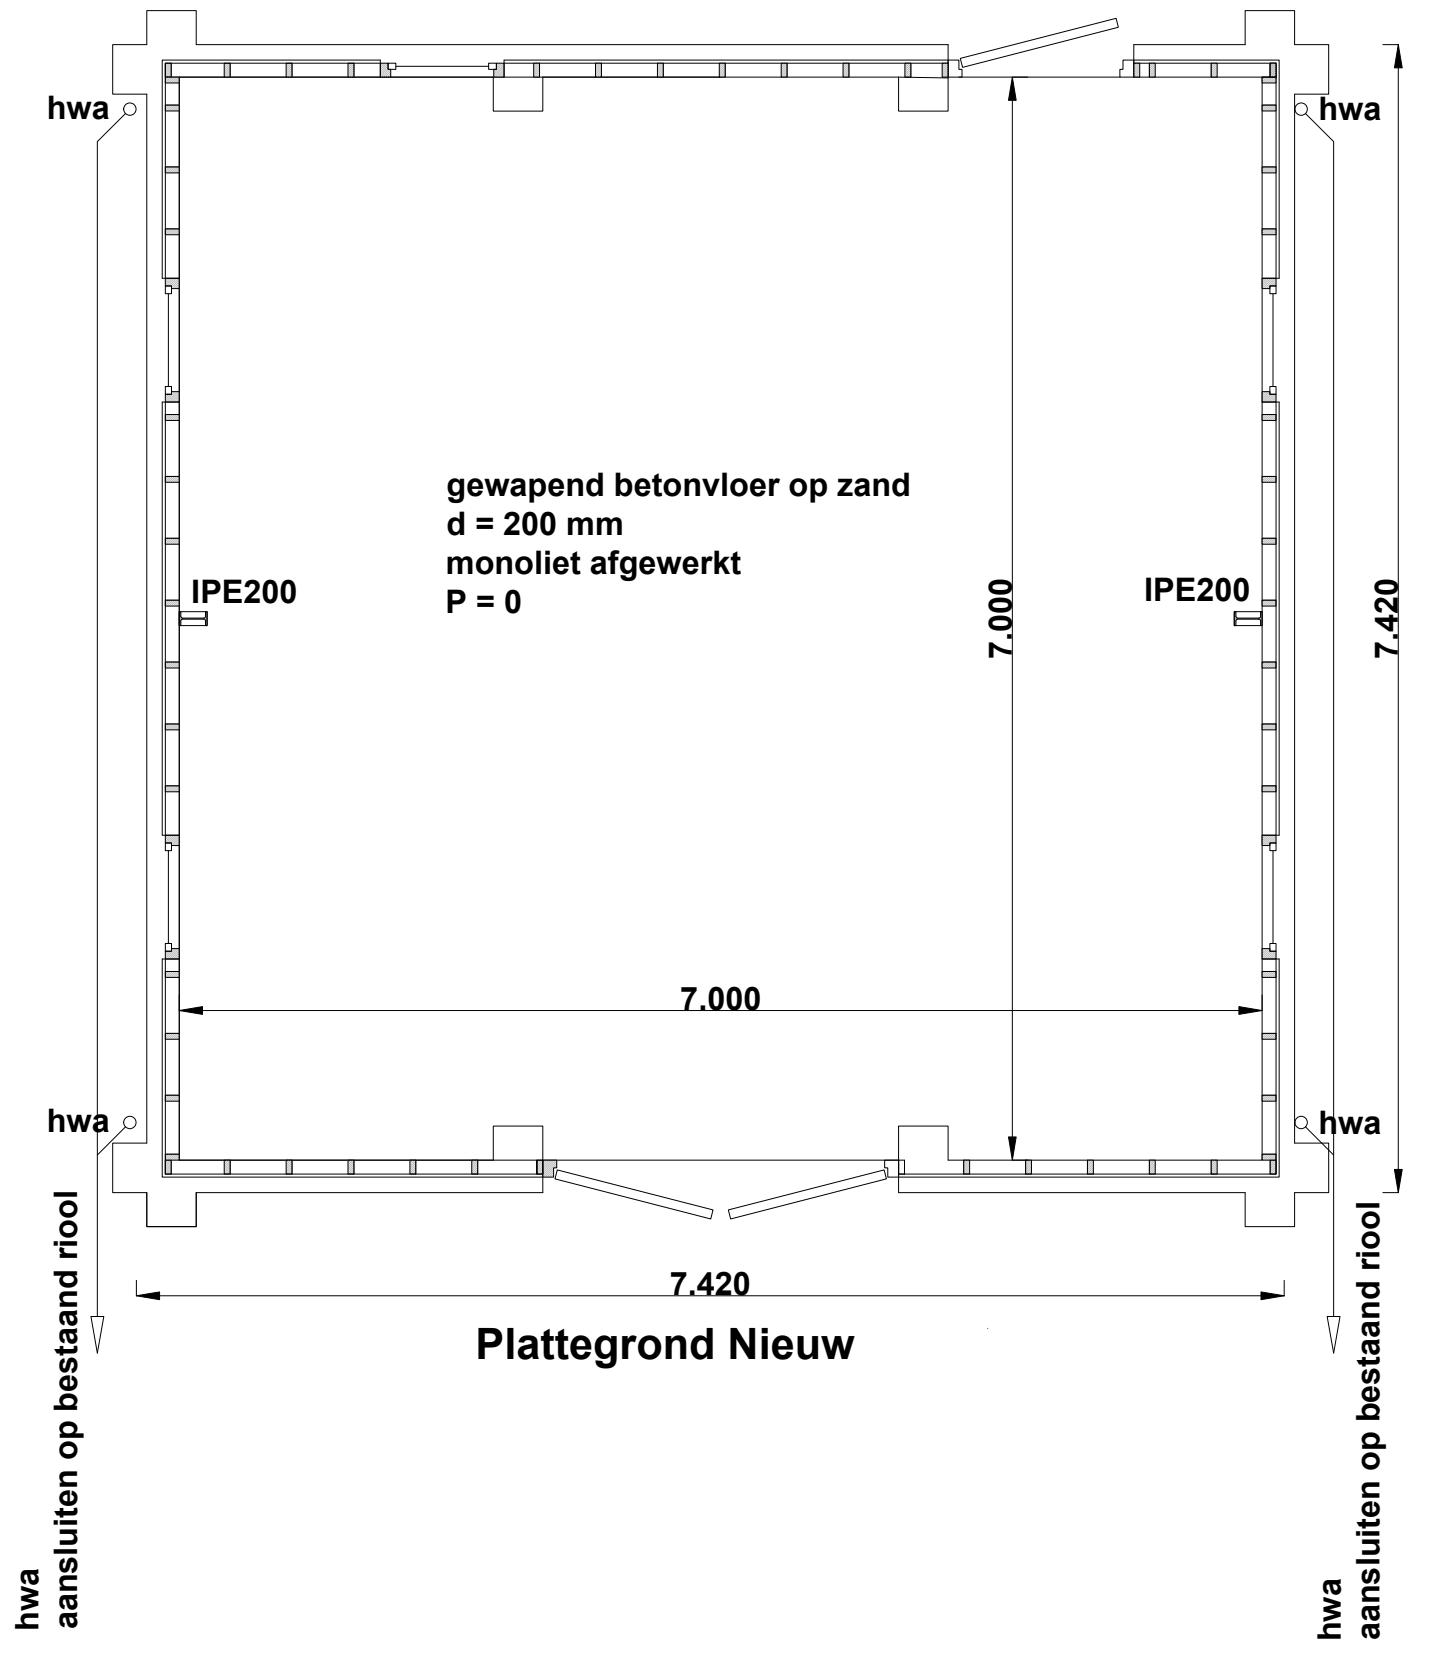 hwa
hwa
gewapend betonvloer op zand
d = 200 mm
monoliet afgewerkt
P = 0
IPE200
IPE200
7.000
7.420
7.000
hwa
hwa
7.420
Plattegrond Nieuw
hwa
aansluiten op bestaand riool
hwa
aansluiten op bestaand riool